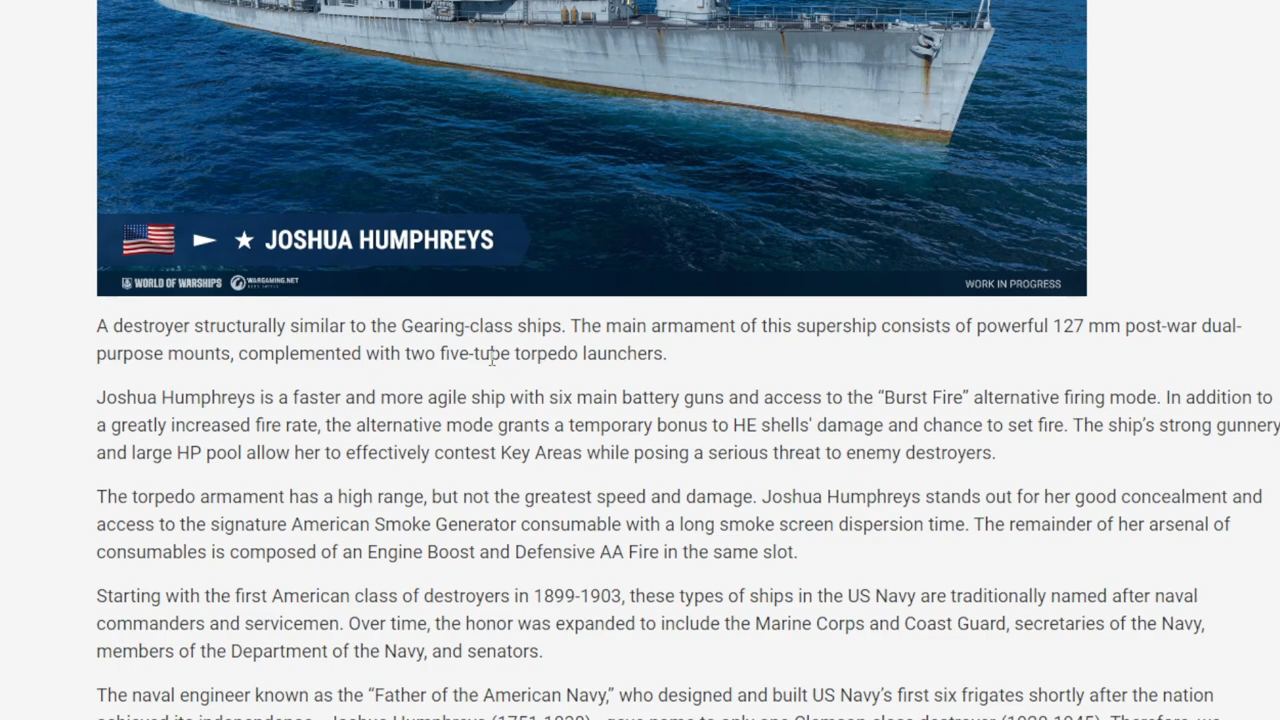 JOSHUA HUMPHREYS
WORLD OF WARSHIPS WARGAMING.NET
WORK IN PROGRESS
A destroyer structurally similar to the Gearing-class ships. The main armament of this supership consists of powerful 127 mm post-war dual-
purpose mounts, complemented with two five-tube torpedo launchers.
Joshua Humphreys is a faster and more agile ship with six main battery guns and access to the “Burst Fire” alternative firing mode. In addition to
a greatly increased fire rate, the alternative mode grants a temporary bonus to HE shells' damage and chance to set fire. The ship’s strong gunnery
and large HP pool allow her to effectively contest Key Areas while posing a serious threat to enemy destroyers.
The torpedo armament has a high range, but not the greatest speed and damage. Joshua Humphreys stands out for her good concealment and
access to the signature American Smoke Generator consumable with a long smoke screen dispersion time. The remainder of her arsenal of
consumables is composed of an Engine Boost and Defensive AA Fire in the same slot.
Starting with the first American class of destroyers in 1899-1903, these types of ships in the US Navy are traditionally named after naval
commanders and servicemen. Over time, the honor was expanded to include the Marine Corps and Coast Guard, secretaries of the Navy,
members of the Department of the Navy, and senators.
The naval engineer known as the “Father of the American Navy,” who designed and built US Navy’s first six frigates shortly after the nation